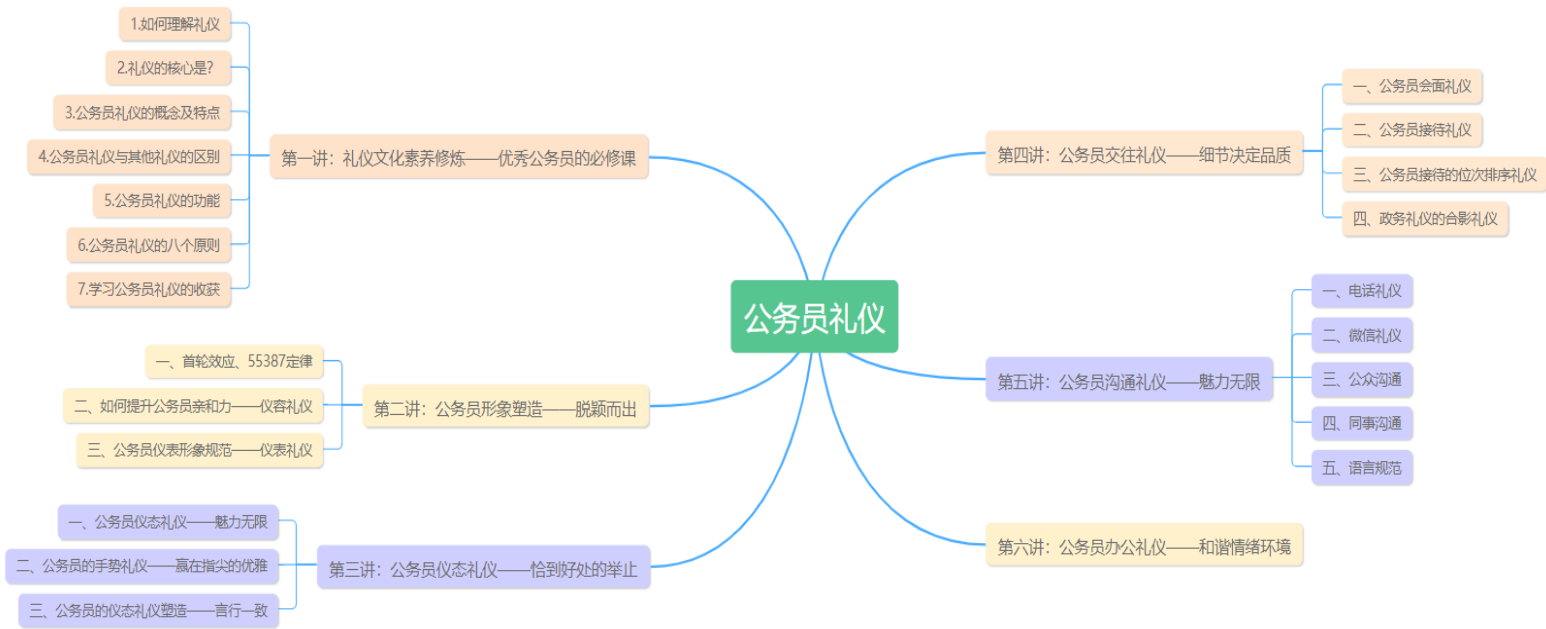 公务员礼仪
第一讲：礼仪文化素养修炼——优秀公务员的必修课
1.如何理解礼仪
2.礼仪的核心是？
3.公务员礼仪的概念及特点
4.公务员礼仪与其他礼仪的区别
5.公务员礼仪的功能
6.公务员礼仪的八个原则
7.学习公务员礼仪的收获
第二讲：公务员形象塑造——脱颖而出
一、首轮效应、55387定律
二、如何提升公务员亲和力——仪容礼仪
三、公务员仪表形象规范——仪表礼仪
第三讲：公务员仪态礼仪——恰到好处的举止
一、公务员仪态礼仪——魅力无限
二、公务员的手势礼仪——赢在指尖的优雅
三、公务员的仪态礼仪塑造——言行一致
第四讲：公务员交往礼仪——细节决定品质
一、公务员会面礼仪
二、公务员接待礼仪
三、公务员接待的位次排序礼仪
四、政务礼仪的合影礼仪
第五讲：公务员沟通礼仪——魅力无限
一、电话礼仪
二、微信礼仪
三、公众沟通
四、同事沟通
五、语言规范
第六讲：公务员办公礼仪——和谐情绪环境